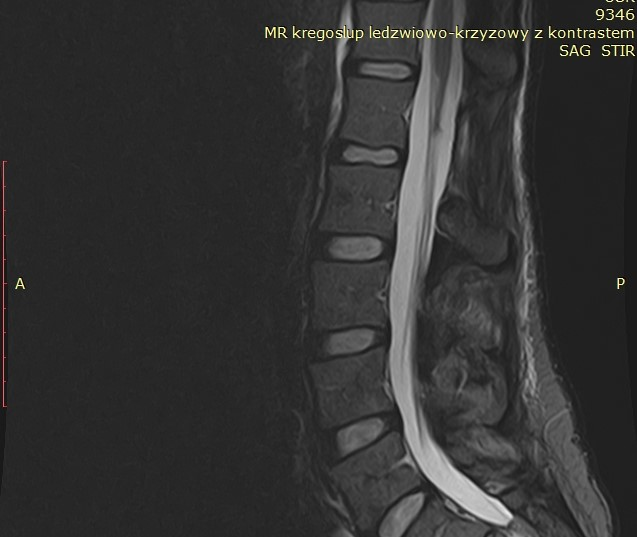 9346
MR kregoslup ledzwiowo-krzyzowy z kontrastem
SAG STIR
A
P